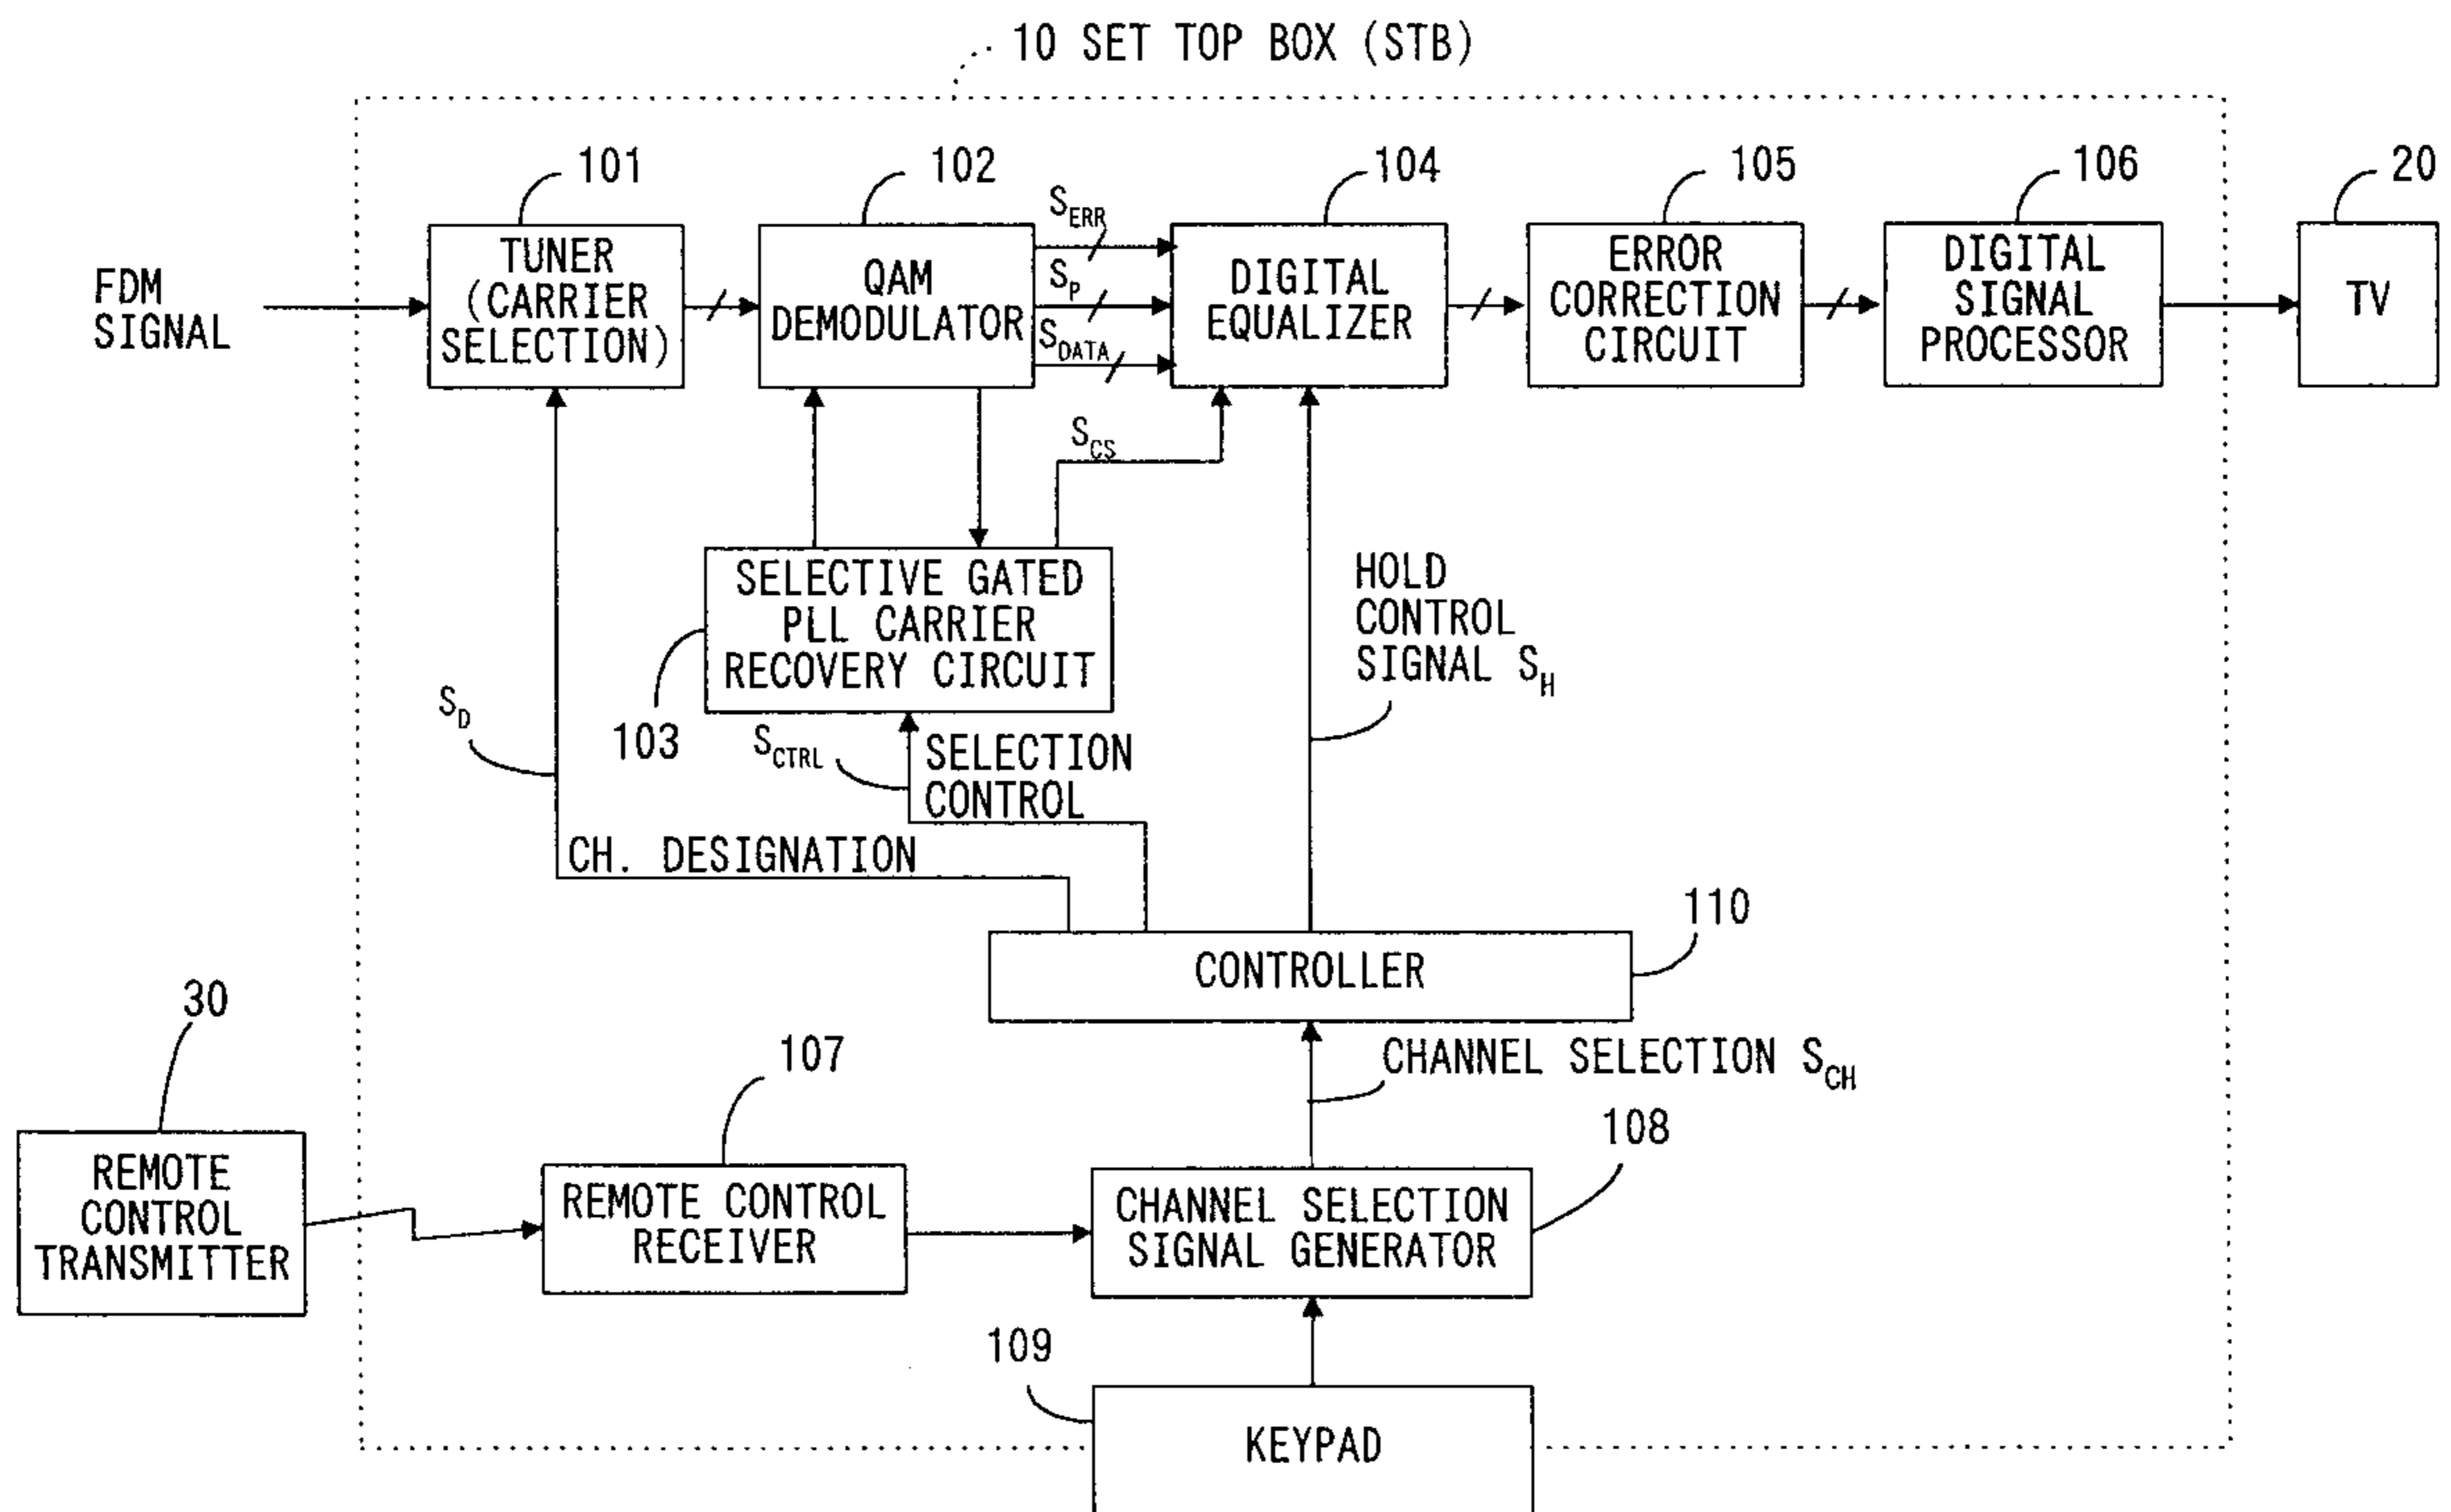 10 SET TOP BOX (STB)
101
102
104
105
106
20
FDM
SIGNAL
TUNER
(CARRIER
SELECTION)
QAM
DEMODULATOR
S_ERR
S_P
S_DATA
DIGITAL
EQUALIZER
ERROR
CORRECTION
CIRCUIT
DIGITAL
SIGNAL
PROCESSOR
TV
S_CS
SELECTIVE GATED
PLL CARRIER
RECOVERY CIRCUIT
103
HOLD
CONTROL
SIGNAL S_H
S_D
S_CTRL
SELECTION
CONTROL
CH. DESIGNATION
110
CONTROLLER
30
107
CHANNEL SELECTION S_CH
108
REMOTE
CONTROL
TRANSMITTER
REMOTE CONTROL
RECEIVER
CHANNEL SELECTION
SIGNAL GENERATOR
109
KEYPAD